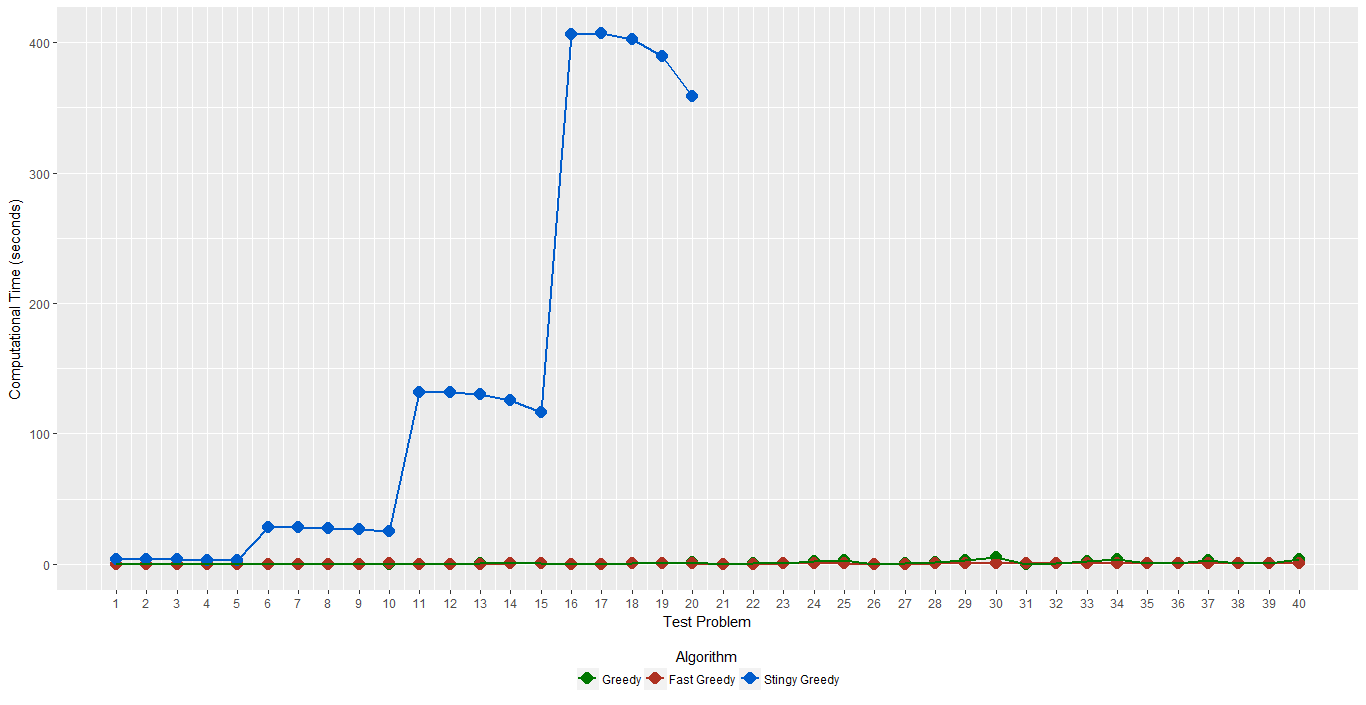 Computational Time (seconds)
400
300
200
100
0
1 2 3 4 5 6 7 8 9 10 11 12 13 14 15 16 17 18 19 20 21 22 23 24 25 26 27 28 29 30 31 32 33 34 35 36 37 38 39 40
Test Problem
Algorithm
Greedy Fast Greedy Stingy Greedy